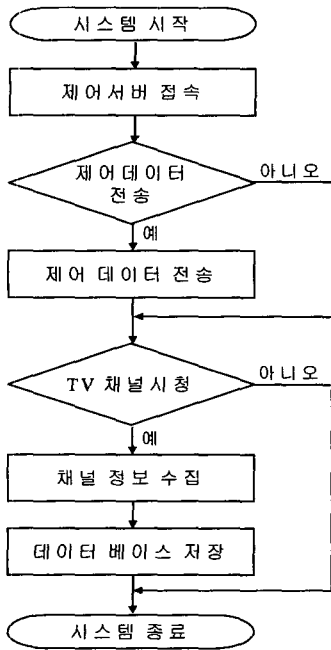 시스템 시작
제어서버 접속
제어데이터
전송
아니오
예
제어 데이터 전송
TV 채널시청
아니오
예
채널 정보 수집
데이터 베이스 저장
시스템 종료